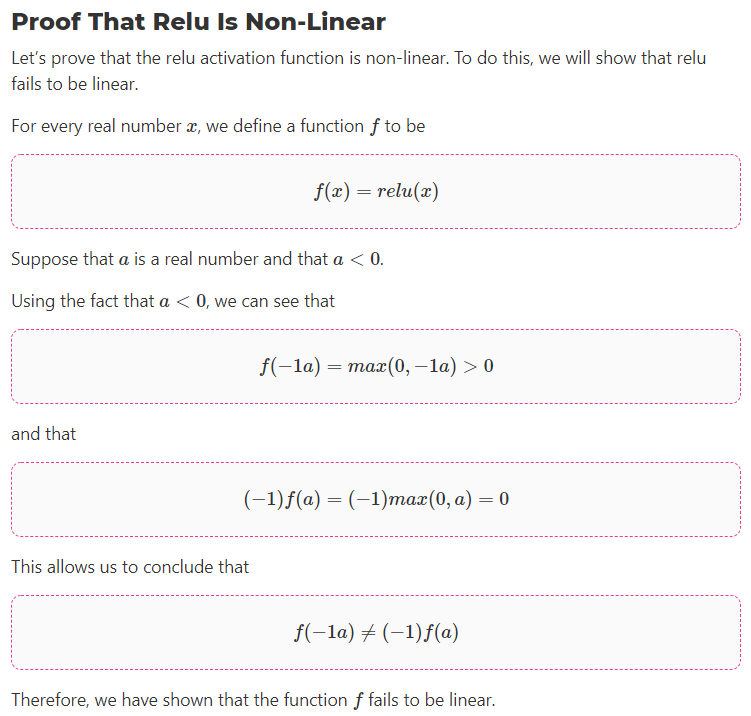 Proof That Relu Is Non-Linear
Let’s prove that the relu activation function is non-linear. To do this, we will show that relu
fails to be linear.
For every real number x, we define a function f to be
f(x) = relu(x)
Suppose that a is a real number and that a < 0.
Using the fact that a < 0, we can see that
f(−1a) = max(0, −1a) > 0
and that
(−1)f(a) = (−1)max(0, a) = 0
This allows us to conclude that
f(−1a) ≠ (−1)f(a)
Therefore, we have shown that the function f fails to be linear.